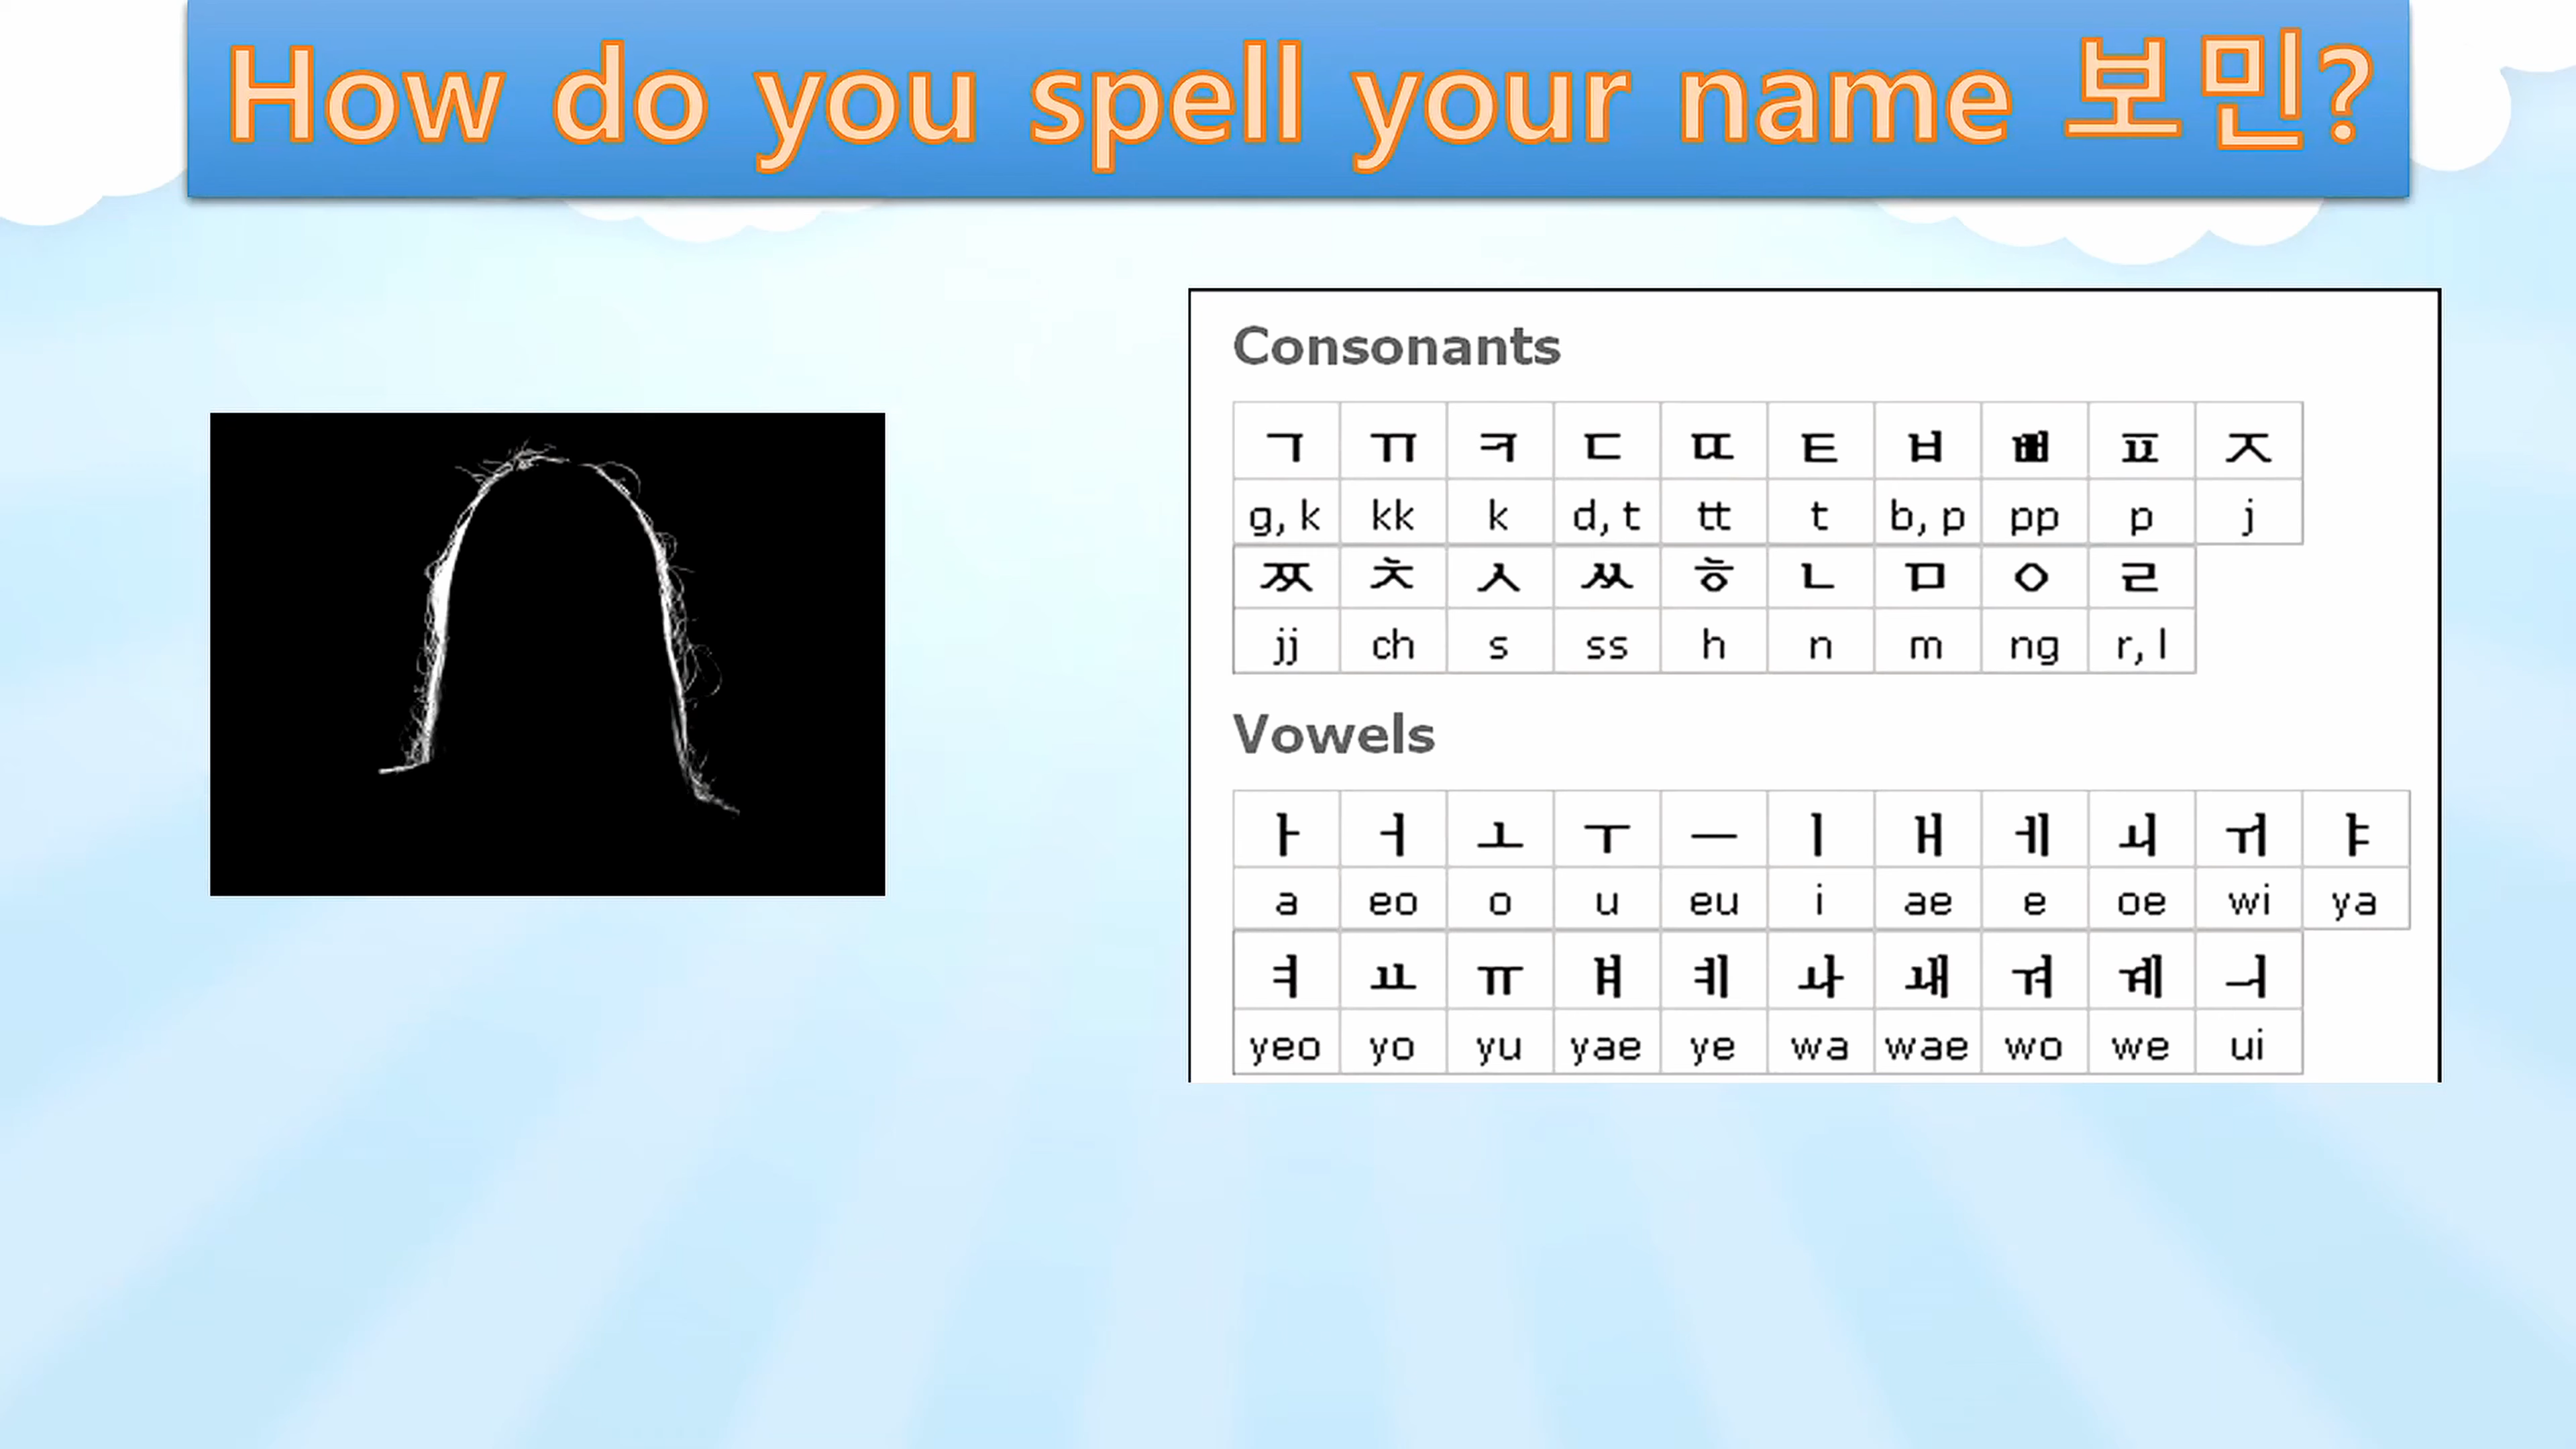 How do you spell your name 보민?
Consonants
ㄱ ㄲ ㅋ ㄷ ㄸ ㅌ ㅂ ㅃ ㅍ ㅈ
g, k kk k d, t tt t b, p pp p j
ㅉ ㅊ ㅅ ㅆ ㅎ ㄴ ㅁ ㅇ ㄹ
jj ch s ss h n m ng r, l
Vowels
ㅏ ㅓ ㅗ ㅜ ㅡ ㅣ ㅐ ㅔ ㅚ ㅟ ㅑ
a eo o u eu i ae e oe wi ya
ㅕ ㅛ ㅠ ㅒ ㅖ ㅘ ㅙ ㅝ ㅞ ㅢ
yeo yo yu yae ye wa wae wo we ui